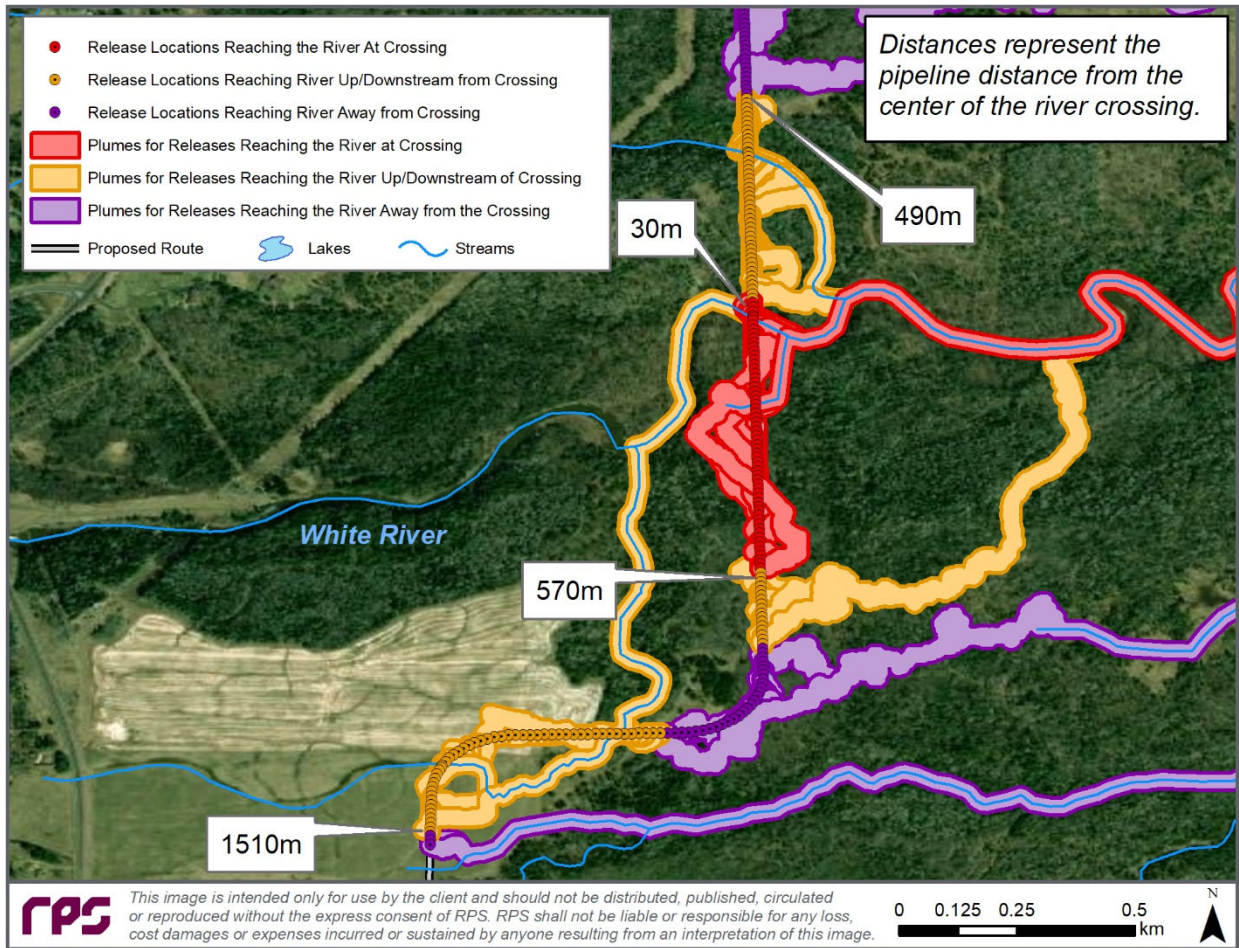 Release Locations Reaching the River At Crossing
Release Locations Reaching River Up/Downstream from Crossing
Release Locations Reaching River Away from Crossing
Plumes for Releases Reaching the River at Crossing
Plumes for Releases Reaching the River Up/Downstream of Crossing
Plumes for Releases Reaching the River Away from the Crossing
Proposed Route Lakes Streams
Distances represent the
pipeline distance from the
center of the river crossing.
490m
30m
White River
570m
1510m
rps
This image is intended only for use by the client and should not be distributed, published, circulated
or reproduced without the express consent of RPS. RPS shall not be liable or responsible for any loss,
cost damages or expenses incurred or sustained by anyone resulting from an interpretation of this image.
0 0.125 0.25 0.5
km
N